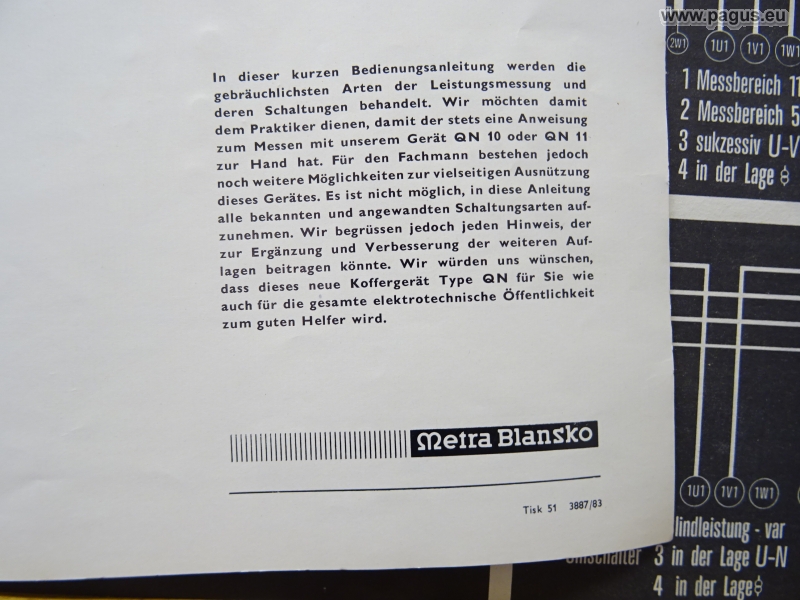 www.pagus.eu
In dieser kurzen Bedienungsanleitung werden die
gebräuchlichsten Arten der Leistungsmessung und
deren Schaltungen behandelt. Wir möchten damit
dem Praktiker dienen, damit der stets eine Anweisung
zum Messen mit unserem Gerät QN 10 oder QN 11
zur Hand hat. Für den Fachmann bestehen jedoch
noch weitere Möglichkeiten zur vielseitigen Ausnützung
dieses Gerätes. Es ist nicht möglich, in diese Anleitung
alle bekannten und angewandten Schaltungsarten auf-
zunehmen. Wir begrüssen jedoch jeden Hinweis, der
zur Ergänzung und Verbesserung der weiteren Auf-
lagen beitragen könnte. Wir würden uns wünschen,
dass dieses neue Koffergerät Type QN für Sie wie
auch für die gesamte elektrotechnische Öffentlichkeit
zum guten Helfer wird.
Metra Blansko
Tisk 51 3887/83
2W1 1U1 1V1 1W1
1 Messbereich 11
2 Messbereich 5
3 sukzessiv U-V
4 in der Lage
1U1 1V1 1W1
lindleistung - var
3 in der Lage U-N
4 in der Lage